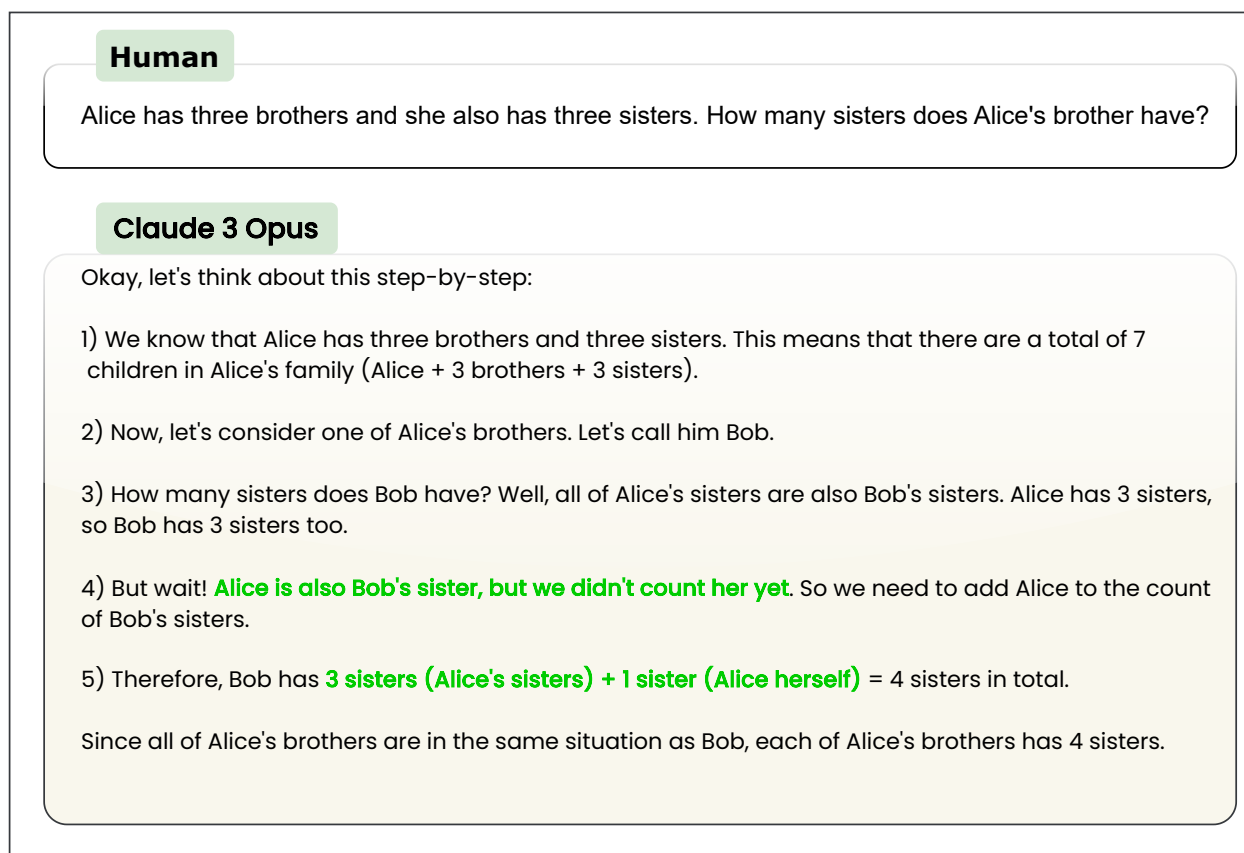 Human
Alice has three brothers and she also has three sisters. How many sisters does Alice's brother have?
Claude 3 Opus
Okay, let's think about this step-by-step:
1) We know that Alice has three brothers and three sisters. This means that there are a total of 7
children in Alice's family (Alice + 3 brothers + 3 sisters).
2) Now, let's consider one of Alice's brothers. Let's call him Bob.
3) How many sisters does Bob have? Well, all of Alice's sisters are also Bob's sisters. Alice has 3 sisters,
so Bob has 3 sisters too.
4) But wait! Alice is also Bob's sister, but we didn't count her yet. So we need to add Alice to the count
of Bob's sisters.
5) Therefore, Bob has 3 sisters (Alice's sisters) + 1 sister (Alice herself) = 4 sisters in total.
Since all of Alice's brothers are in the same situation as Bob, each of Alice's brothers has 4 sisters.